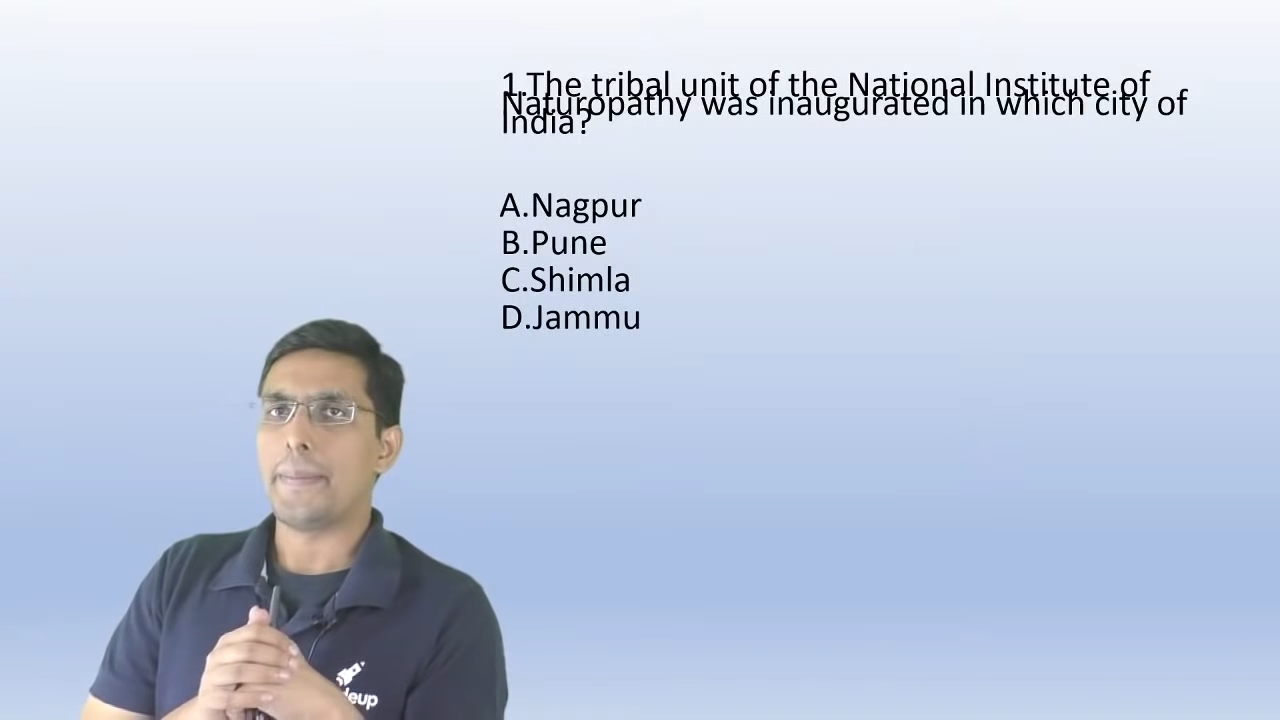 1.The tribal unit of the National Institute of
Naturopathy was inaugurated in which city of
India?
A.Nagpur
B.Pune
C.Shimla
D.Jammu